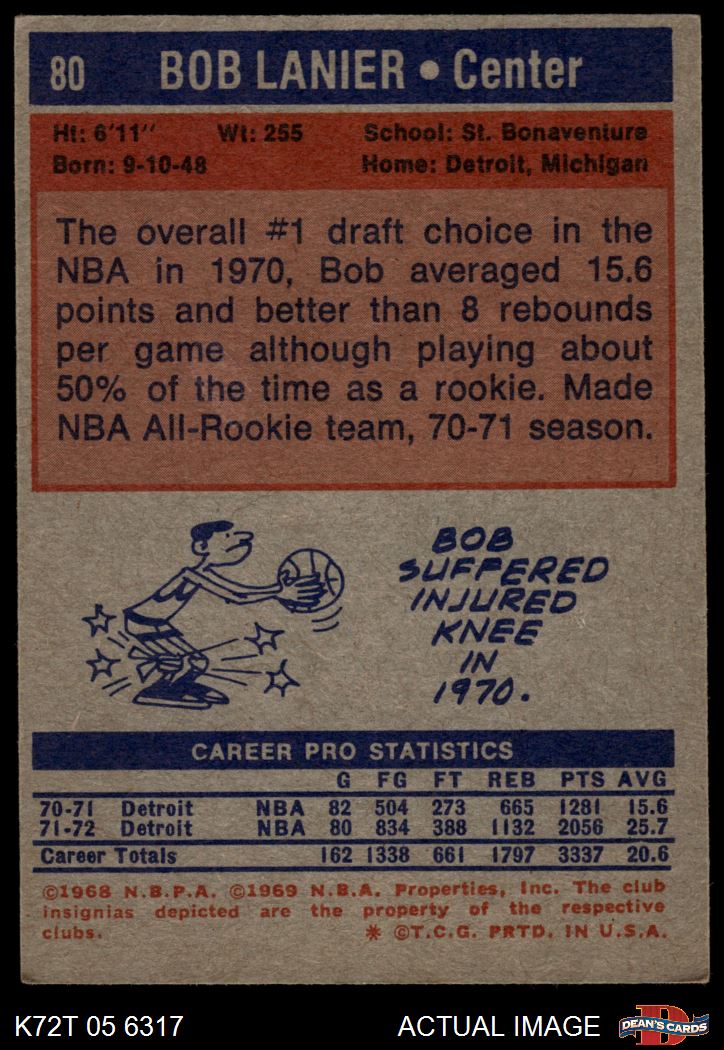 80 BOB LANIER • Center
Ht: 6'11" Wt: 255 School: St. Bonaventure
Born: 9-10-48 Home: Detroit, Michigan
The overall #1 draft choice in the
NBA in 1970, Bob averaged 15.6
points and better than 8 rebounds
per game although playing about
50% of the time as a rookie. Made
NBA All-Rookie team, 70-71 season.
BOB
SUFFERED
INJURED
KNEE
IN
1970.
CAREER PRO STATISTICS
G FG FT REB PTS AVG
70-71 Detroit NBA 82 504 273 665 1281 15.6
71-72 Detroit NBA 80 834 388 1132 2056 25.7
Career Totals 162 1338 661 1797 3337 20.6
©1968 N.B.P.A. ©1969 N.B.A. Properties, Inc. The club
insignias depicted are the property of the respective
clubs. * ©T.C.G. PRTD. IN U.S.A.
K72T 05 6317 ACTUAL IMAGE DEAN'S CARDS